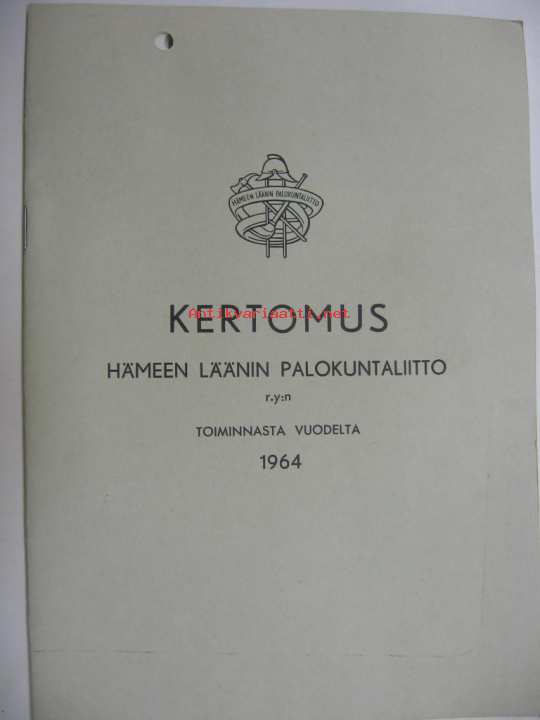 HÄMEEN LÄÄNIN PALOKUNTALIITTO
KERTOMUS
Antikvariaatti.net
HÄMEEN LÄÄNIN PALOKUNTALIITTO
r.y:n
TOIMINNASTA VUODELTA
1964